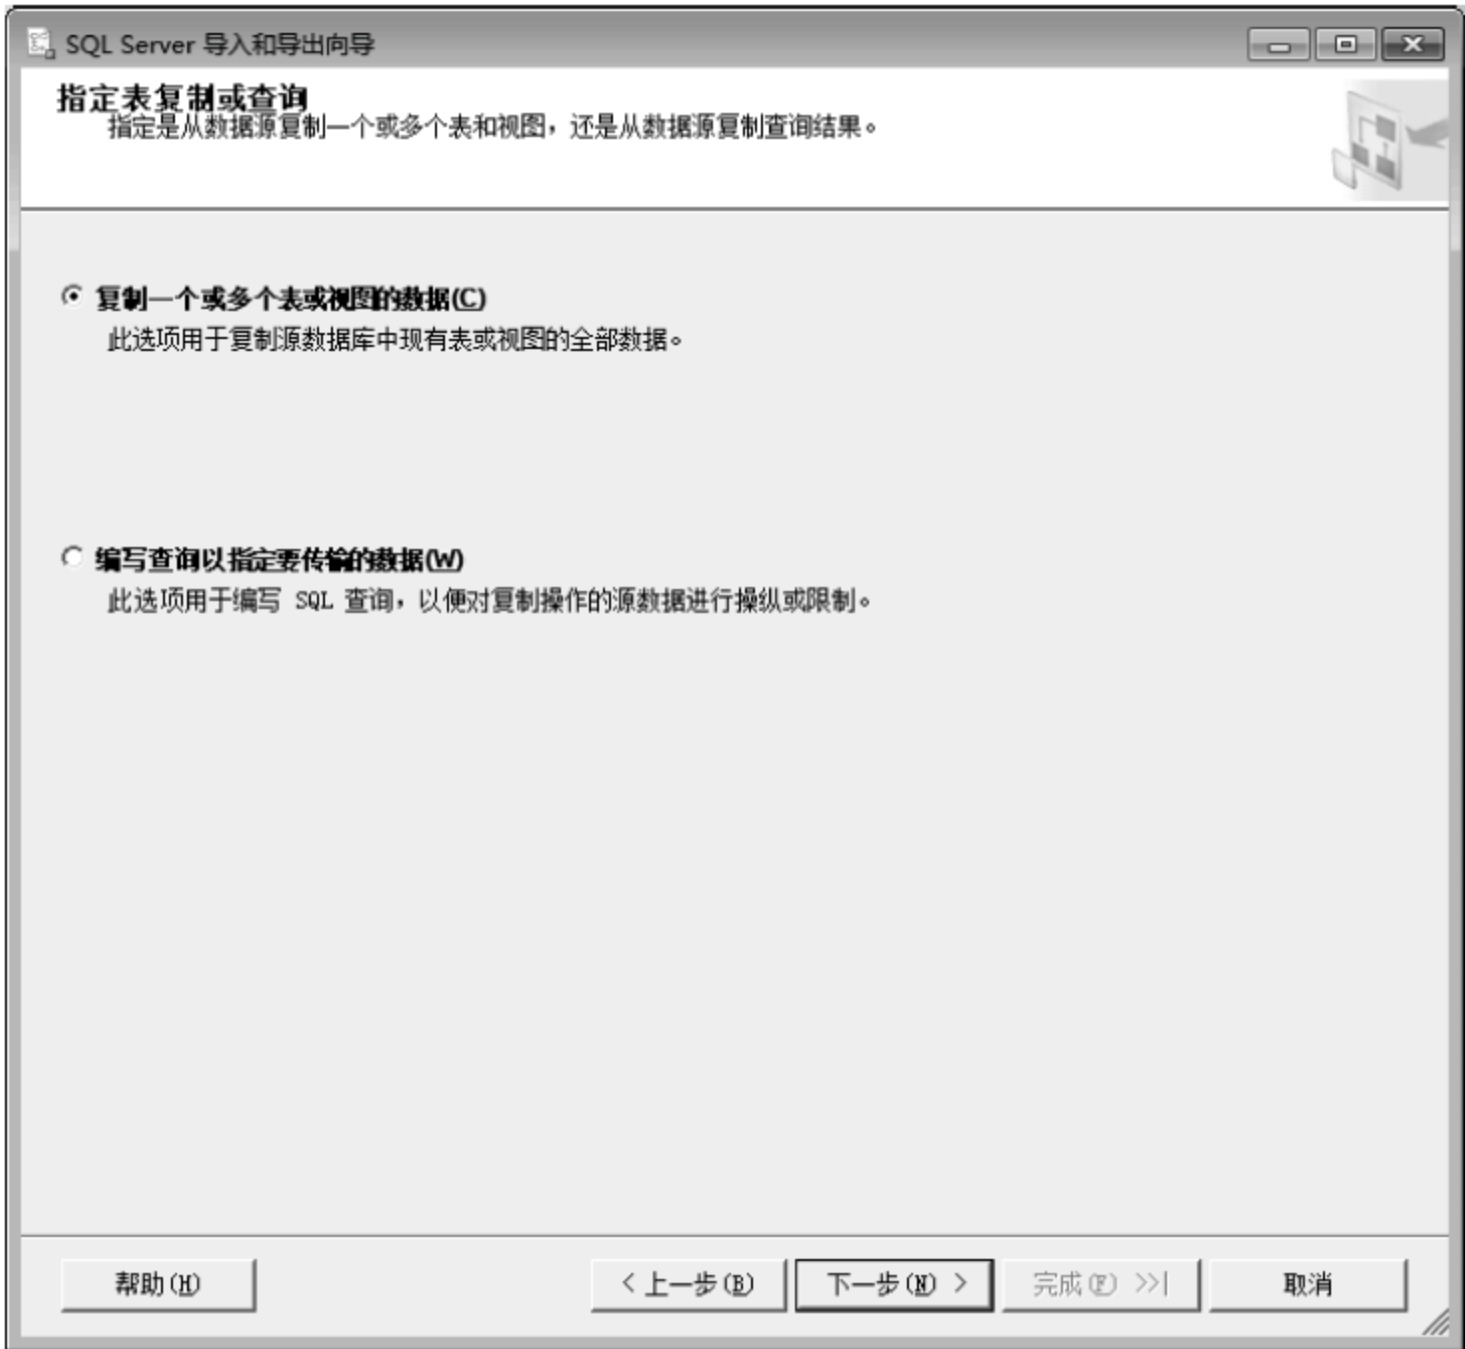 SQL Server 导入和导出向导
指定表复制或查询
指定是从数据源复制一个或多个表和视图，还是从数据源复制查询结果。
复制一个或多个表或视图的数据(C)
此选项用于复制源数据库中现有表或视图的全部数据。
编写查询以指定要传输的数据(W)
此选项用于编写 SQL 查询，以便对复制操作的源数据进行操纵或限制。
帮助(H) < 上一步(B) 下一步(N) > 完成(F) >>| 取消